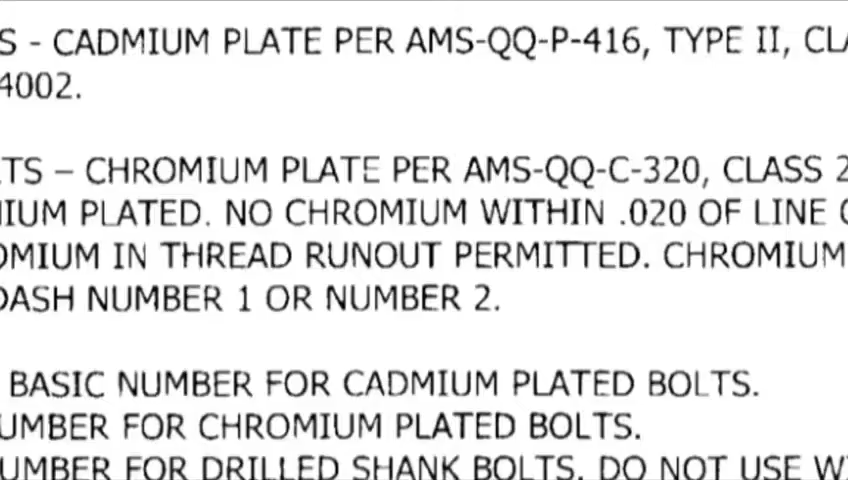 S - CADMIUM PLATE PER AMS-QQ-P-416, TYPE II, CLA
4002.
TS – CHROMIUM PLATE PER AMS-QQ-C-320, CLASS 2
IUM PLATED. NO CHROMIUM WITHIN .020 OF LINE O
OMIUM IN THREAD RUNOUT PERMITTED. CHROMIUM
DASH NUMBER 1 OR NUMBER 2.
BASIC NUMBER FOR CADMIUM PLATED BOLTS.
UMBER FOR CHROMIUM PLATED BOLTS.
UMBER FOR DRILLED SHANK BOLTS. DO NOT USE WI